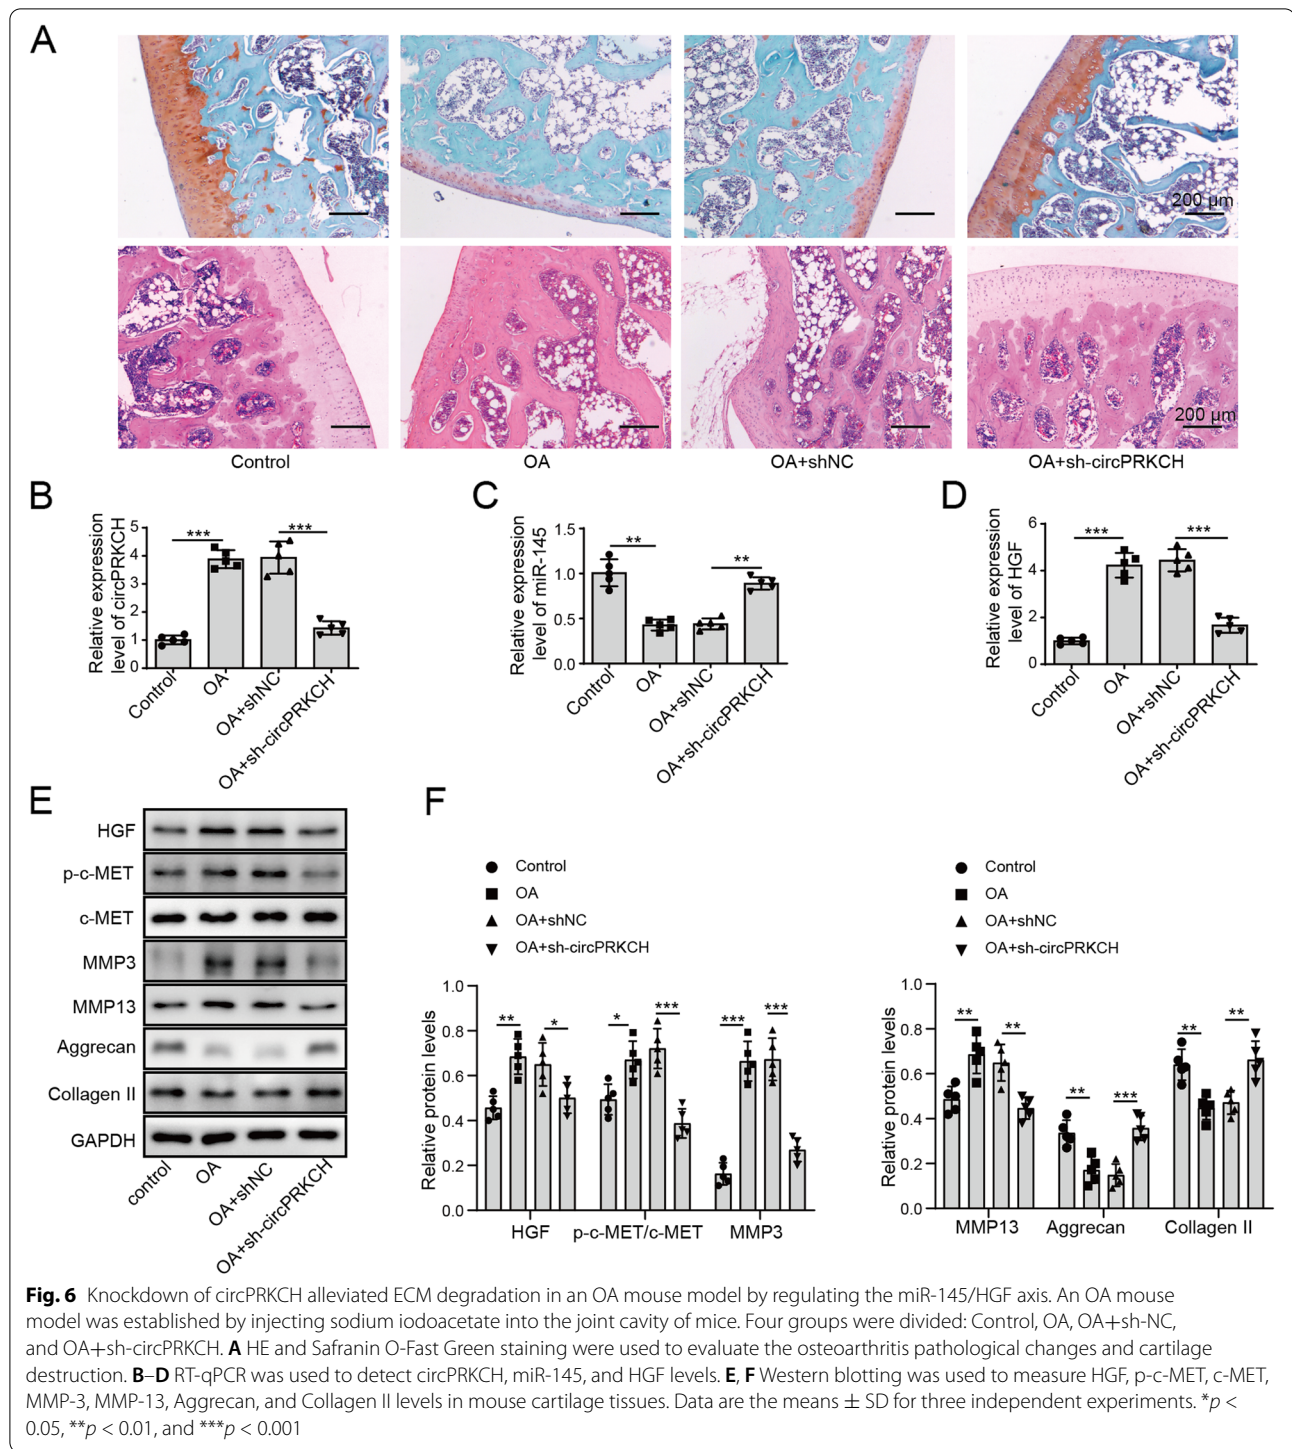 A
200 μm
200 μm
Control
OA
OA+shNC
OA+sh-circPRKCH
B
Relative expression
level of circPRKCH
5
4
3
2
1
0
***
***
Control
OA
OA+shNC
OA+sh-circPRKCH
C
Relative expression
level of miR-145
1.5
1.0
0.5
0.0
**
**
Control
OA
OA+shNC
OA+sh-circPRKCH
D
Relative expression
level of HGF
6
4
2
0
***
***
Control
OA
OA+shNC
OA+sh-circPRKCH
E
HGF
p-c-MET
c-MET
MMP3
MMP13
Aggrecan
Collagen II
GAPDH
control
OA
OA+shNC
OA+sh-circPRKCH
F
Control
OA
OA+shNC
OA+sh-circPRKCH
Relative protein levels
1.0
0.8
0.6
0.4
0.2
0.0
**
*
*
***
***
***
HGF
p-c-MET/c-MET
MMP3
Control
OA
OA+shNC
OA+sh-circPRKCH
Relative protein levels
1.0
0.8
0.6
0.4
0.2
0.0
**
**
**
***
**
**
MMP13
Aggrecan
Collagen II
Fig. 6 Knockdown of circPRKCH alleviated ECM degradation in an OA mouse model by regulating the miR-145/HGF axis. An OA mouse
model was established by injecting sodium iodoacetate into the joint cavity of mice. Four groups were divided: Control, OA, OA+sh-NC,
and OA+sh-circPRKCH. A HE and Safranin O-Fast Green staining were used to evaluate the osteoarthritis pathological changes and cartilage
destruction. B–D RT-qPCR was used to detect circPRKCH, miR-145, and HGF levels. E, F Western blotting was used to measure HGF, p-c-MET, c-MET,
MMP-3, MMP-13, Aggrecan, and Collagen II levels in mouse cartilage tissues. Data are the means ± SD for three independent experiments. *p <
0.05, **p < 0.01, and ***p < 0.001